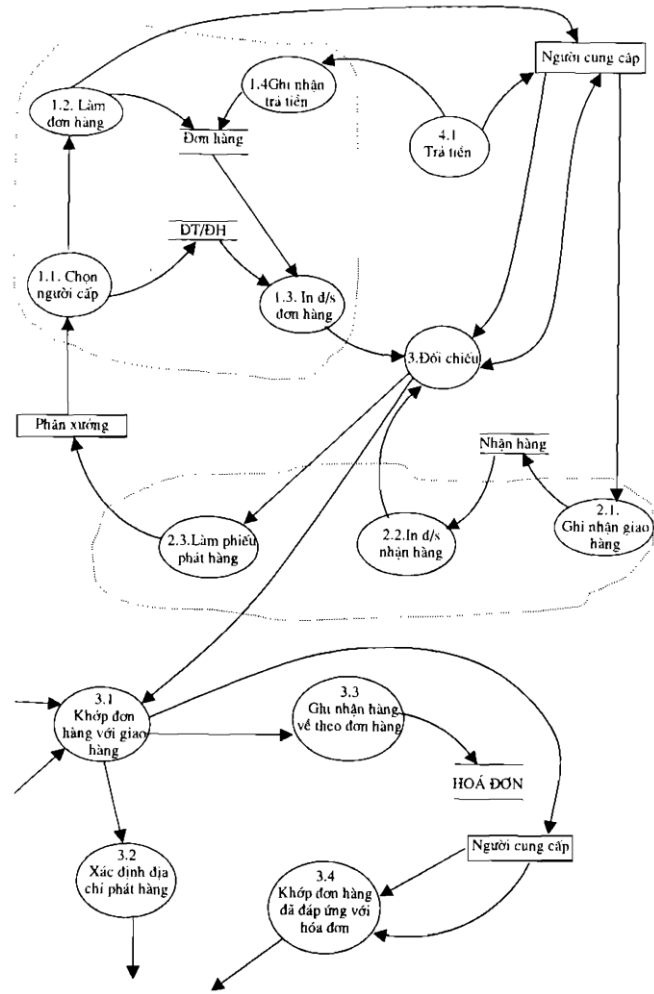 Người cung cấp
1.2. Làm
đơn hàng
1.4Ghi nhận
trả tiền
4.1
Trả tiền
Đơn hàng
DT/ĐH
1.1. Chọn
người cấp
1.3. In d/s
đơn hàng
3.Đối chiếu
Phân xưởng
Nhận hàng
2.1.
Ghi nhận giao
hàng
2.3.Làm phiếu
phát hàng
2.2.In d/s
nhận hàng
3.1
Khớp đơn
hàng với giao
hàng
3.3
Ghi nhận hàng
về theo đơn hàng
HOÁ ĐƠN
3.2
Xác định địa
chỉ phát hàng
Người cung cấp
3.4
Khớp đơn hàng
đã đáp ứng với
hóa đơn